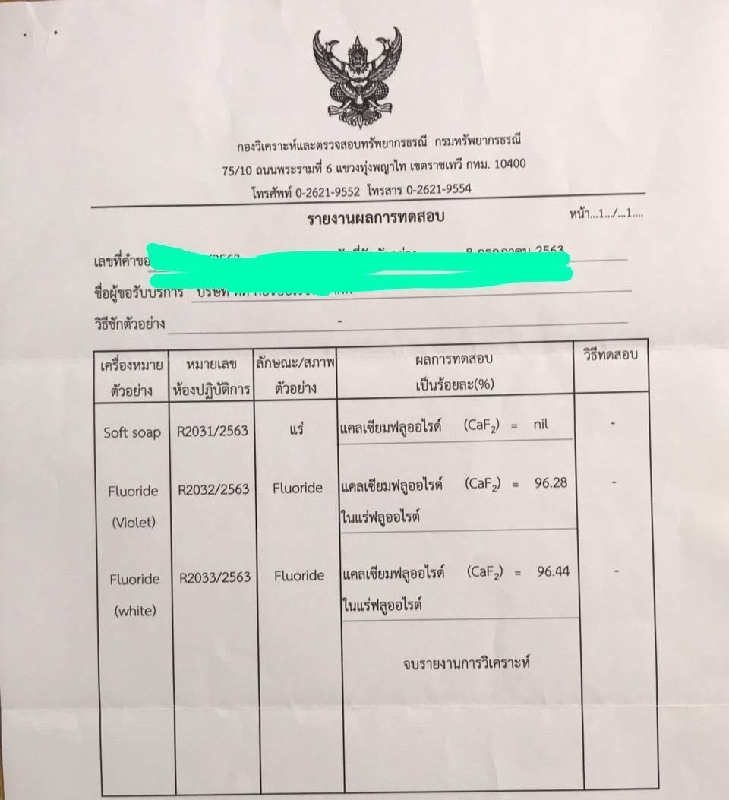 กองวิเคราะห์และตรวจสอบทรัพยากรธรณี กรมทรัพยากรธรณี
75/10 ถนนพระรามที่ 6 แขวงทุ่งพญาไท เขตราชเทวี กทม. 10400
โทรศัพท์ 0-2621-9552 โทรสาร 0-2621-9554
รายงานผลการทดสอบ
หน้า...1.../...1....
เลขที่คำขอ
ชื่อผู้ขอรับบริการ บริษัท
วิธีชักตัวอย่าง -
เครื่องหมาย หมายเลข ลักษณะ/สภาพ ผลการทดสอบ วิธีทดสอบ
ตัวอย่าง ห้องปฏิบัติการ ตัวอย่าง เป็นร้อยละ(%)
Soft soap R2031/2563 แร่ แคลเซียมฟลูออไรด์ (CaF₂) = nil -
Fluoride R2032/2563 Fluoride แคลเซียมฟลูออไรด์ (CaF₂) = 96.28 -
(Violet) ในแร่ฟลูออไรต์
Fluoride R2033/2563 Fluoride แคลเซียมฟลูออไรด์ (CaF₂) = 96.44 -
(white) ในแร่ฟลูออไรต์
จบรายงานการวิเคราะห์